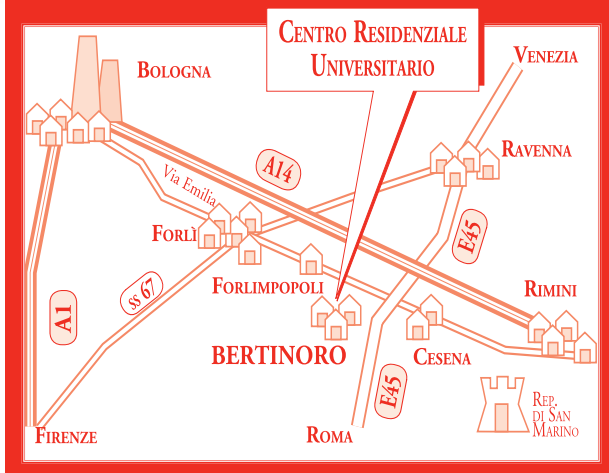 CENTRO RESIDENZIALE
UNIVERSITARIO
VENEZIA
BOLOGNA
RAVENNA
A14
Via Emilia
FORLÌ
E45
FORLIMPOPOLI
RIMINI
ss 67
A1
BERTINORO
CESENA
E45
REP.
DI SAN
MARINO
FIRENZE
ROMA